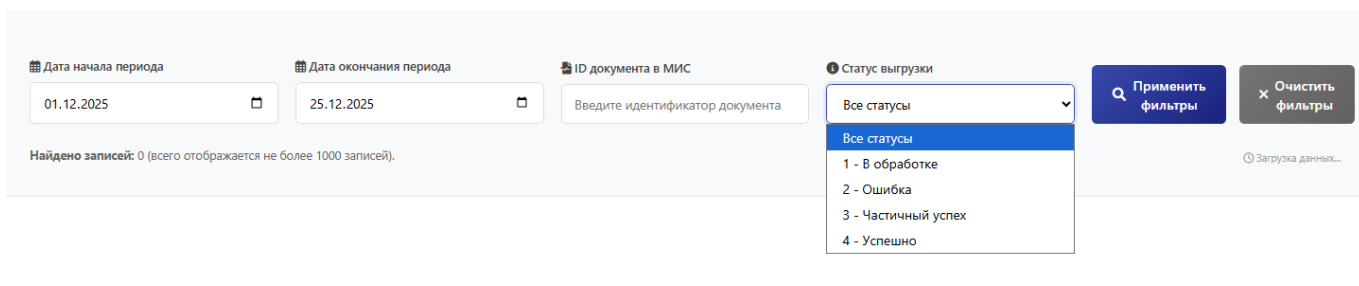 Дата начала периода
Дата окончания периода
ID документа в МИС
Статус выгрузки
01.12.2025
25.12.2025
Введите идентификатор документа
Все статусы
Применить
фильтры
Очистить
фильтры
Все статусы
1 - В обработке
2 - Ошибка
3 - Частичный успех
4 - Успешно
Найдено записей: 0 (всего отображается не более 1000 записей).
Загрузка данных...